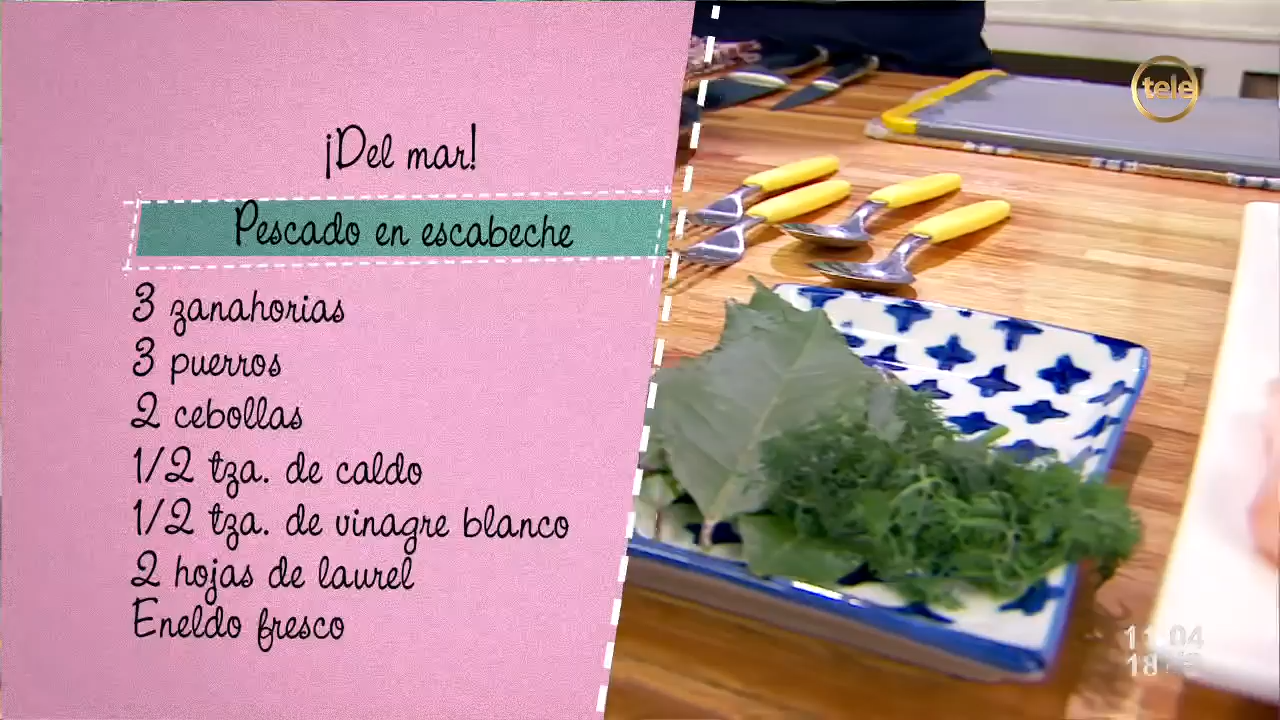 ¡Del mar!
Pescado en escabeche
3 zanahorias
3 puerros
2 cebollas
1/2 tza. de caldo
1/2 tza. de vinagre blanco
2 hojas de laurel
Eneldo fresco
tele
11:04